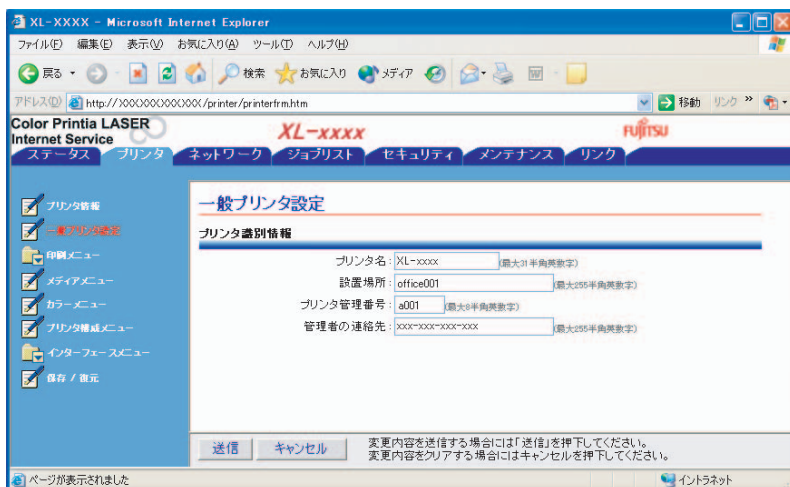 XL-XXXX - Microsoft Internet Explorer
ファイル(F) 編集(E) 表示(V) お気に入り(A) ツール(T) ヘルプ(H)
戻る 検索 お気に入り メディア
アドレス(D) http://XXX/XXX/XXX/XXX/printer/printerfrm.htm 移動 リンク »
Color Printia LASER
Internet Service
XL-xxxx
FUJITSU
ステータス プリンタ ネットワーク ジョブリスト セキュリティ メンテナンス リンク
プリンタ情報
一般プリンタ設定
印刷メニュー
メディアメニュー
カラーメニュー
プリンタ構成メニュー
インターフェースメニュー
保存 / 復元
一般プリンタ設定
プリンタ識別情報
プリンタ名: XL-xxxx (最大31半角英数字)
設置場所: office001 (最大255半角英数字)
プリンタ管理番号: a001 (最大8半角英数字)
管理者の連絡先: xxx-xxx-xxx-xxx (最大255半角英数字)
送信 キャンセル
変更内容を送信する場合には「送信」を押下してください。
変更内容をクリアする場合にはキャンセルを押下してください。
ページが表示されました イントラネット